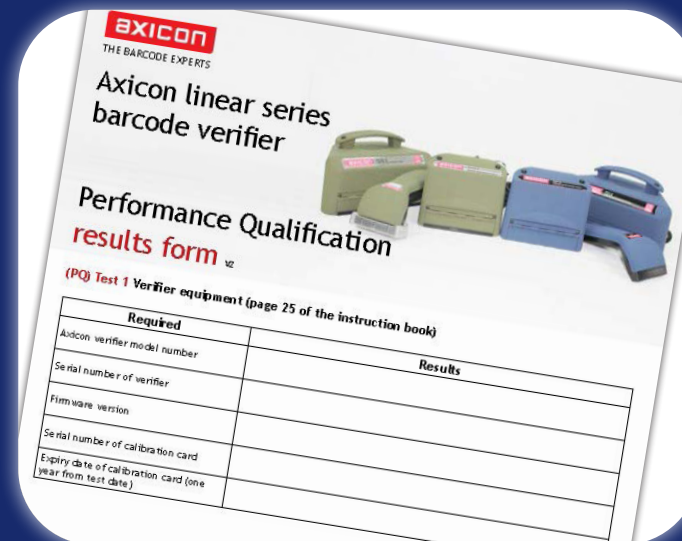 axicon
THE BARCODE EXPERTS
Axicon linear series
barcode verifier
Performance Qualification
results form v2
(PQ) Test 1 Verifier equipment (page 25 of the instruction book)
Required
Results
Axicon verifier model number
Serial number of verifier
Firmware version
Serial number of calibration card
Expiry date of calibration card (one
year from test date)